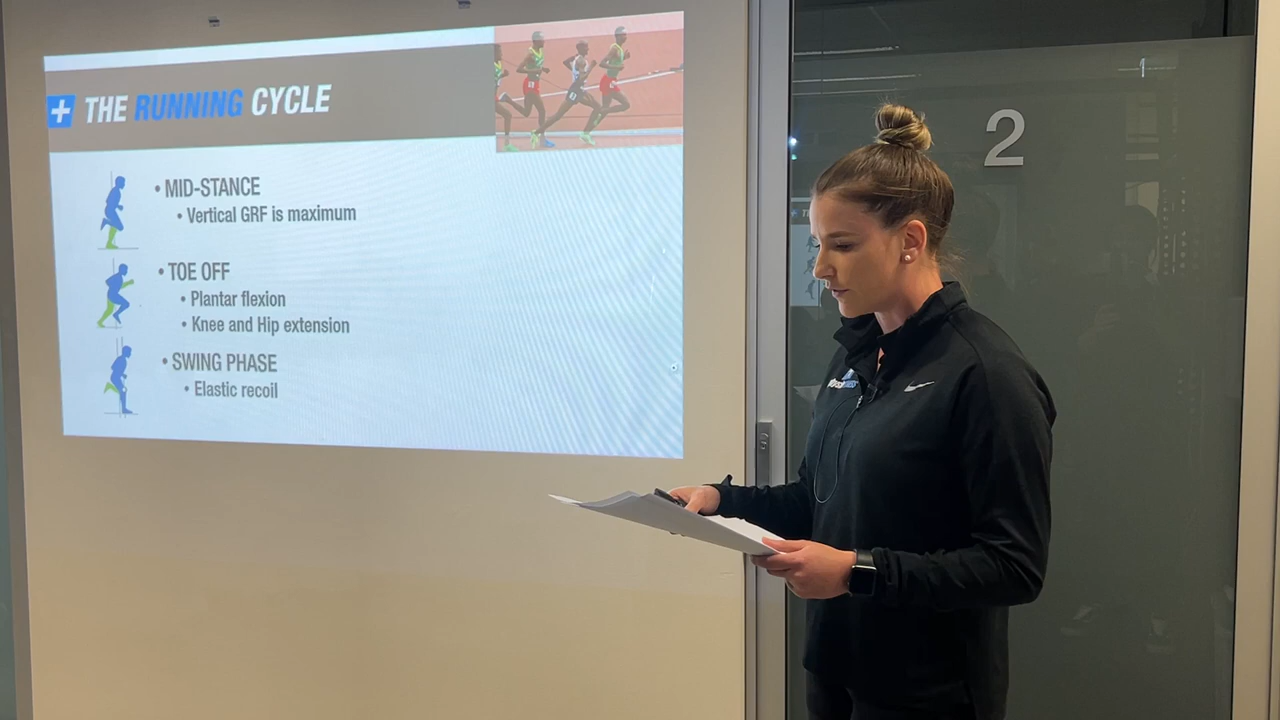 THE RUNNING CYCLE
• MID-STANCE
• Vertical GRF is maximum
• TOE OFF
• Plantar flexion
• Knee and Hip extension
• SWING PHASE
• Elastic recoil
2